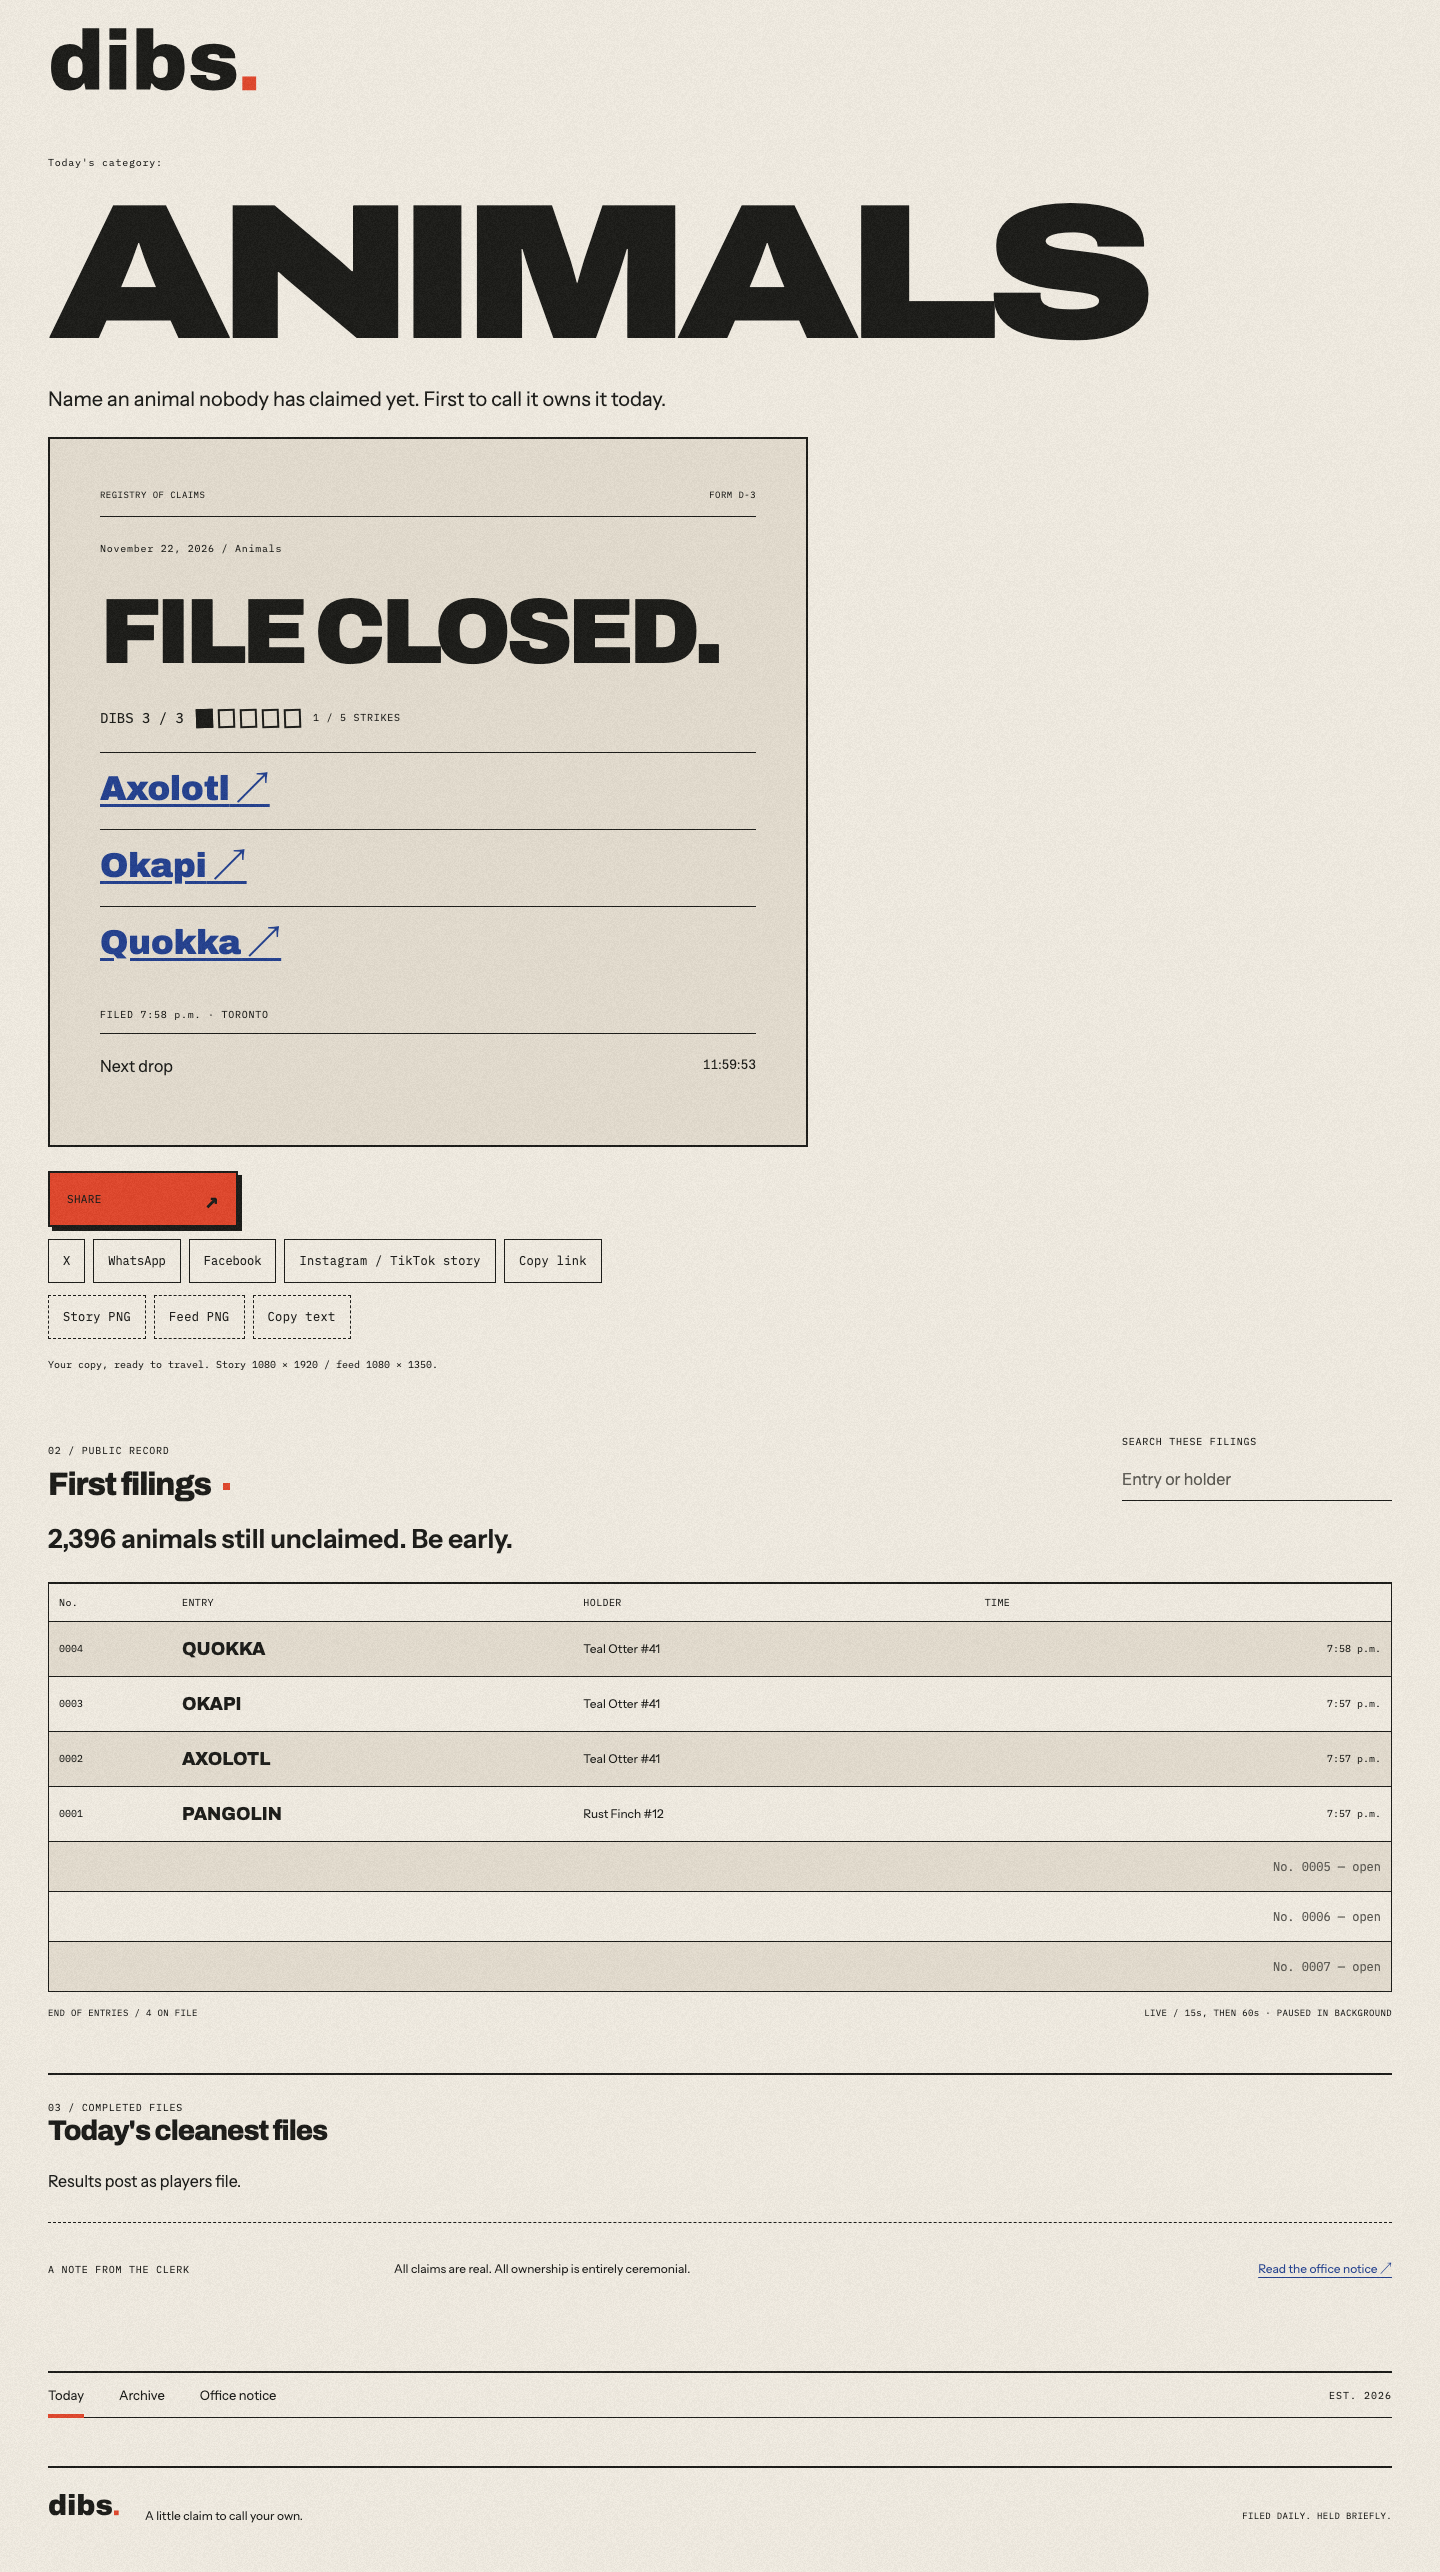 dibs.
Today's category:
ANIMALS
Name an animal nobody has claimed yet. First to call it owns it today.
REGISTRY OF CLAIMS FORM D-3
November 22, 2026 / Animals
FILE CLOSED.
DIBS 3 / 3 1 / 5 STRIKES
Axolotl ↗
Okapi ↗
Quokka ↗
FILED 7:58 p.m. · TORONTO
Next drop 11:59:53
SHARE ↗
X WhatsApp Facebook Instagram / TikTok story Copy link
Story PNG Feed PNG Copy text
Your copy, ready to travel. Story 1080 × 1920 / feed 1080 × 1350.
02 / PUBLIC RECORD
First filings
SEARCH THESE FILINGS
Entry or holder
2,396 animals still unclaimed. Be early.
No. ENTRY HOLDER TIME
0004 QUOKKA Teal Otter #41 7:58 p.m.
0003 OKAPI Teal Otter #41 7:57 p.m.
0002 AXOLOTL Teal Otter #41 7:57 p.m.
0001 PANGOLIN Rust Finch #12 7:57 p.m.
No. 0005 — open
No. 0006 — open
No. 0007 — open
END OF ENTRIES / 4 ON FILE LIVE / 15s, THEN 60s · PAUSED IN BACKGROUND
03 / COMPLETED FILES
Today's cleanest files
Results post as players file.
A NOTE FROM THE CLERK All claims are real. All ownership is entirely ceremonial. Read the office notice ↗
Today Archive Office notice EST. 2026
dibs. A little claim to call your own. FILED DAILY. HELD BRIEFLY.